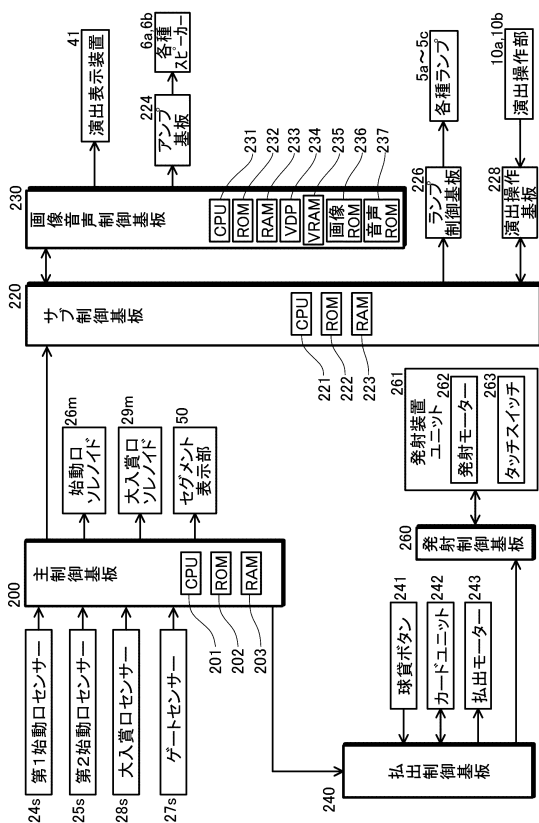 24s
第1始動口センサー
25s
第2始動口センサー
28s
大入賞口センサー
27s
ゲートセンサー
200
主制御基板
CPU
ROM
RAM
201
202
203
26m
始動口
ソレノイド
29m
大入賞口
ソレノイド
50
セグメント
表示部
220
サブ制御基板
CPU
ROM
RAM
221
222
223
230
画像音声制御基板
CPU
ROM
RAM
VDP
VRAM
画像
ROM
音声
ROM
231
232
233
234
235
236
237
41
演出表示装置
224
アンプ
基板
6a,6b
各種
スピーカー
226
ランプ
制御基板
5a~5c
各種ランプ
228
演出操作
基板
10a,10b
演出操作部
240
払出制御基板
241
球貸ボタン
242
カードユニット
243
払出モーター
260
発射制御基板
261
発射装置
ユニット
262
発射モーター
263
タッチスイッチ